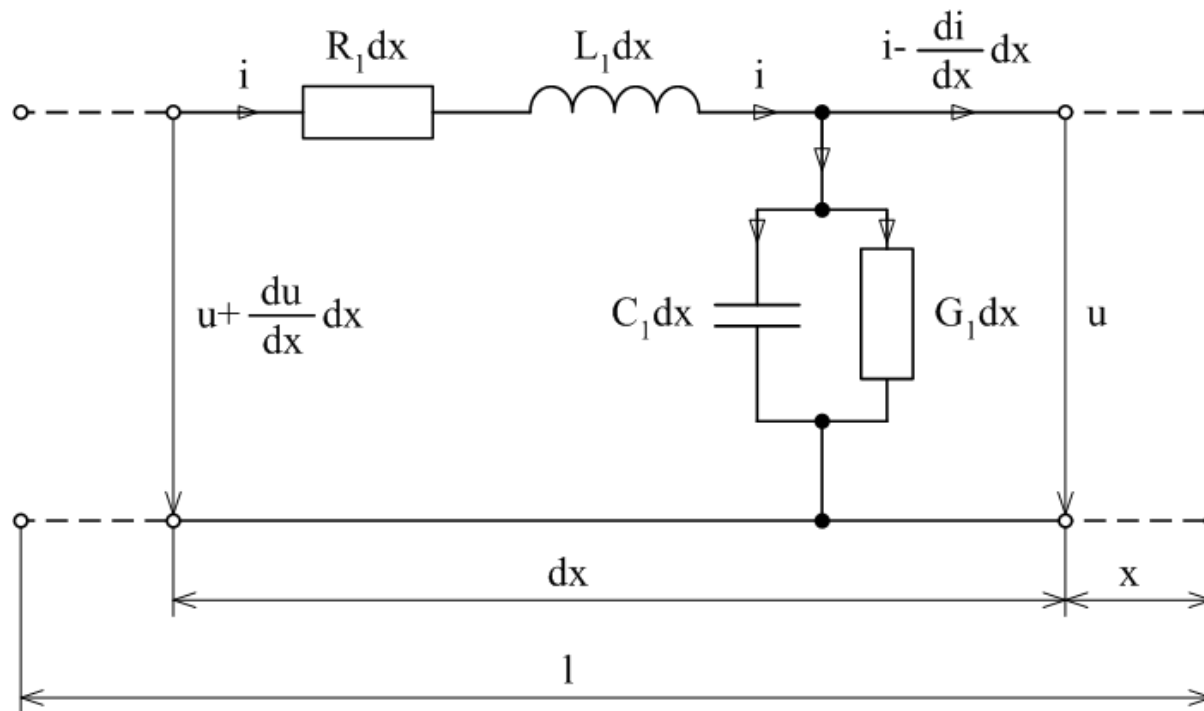 R₁dx
L₁dx
i
i
i- di/dx dx
u+ du/dx dx
C₁dx
G₁dx
u
dx
x
l